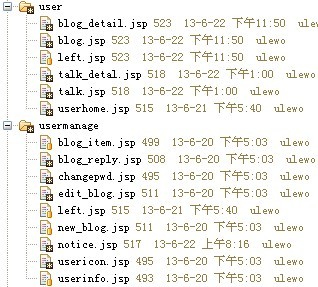 user
blog_detail.jsp 523 13-6-22 下午11:50 ulewo
blog.jsp 523 13-6-22 下午11:50 ulewo
left.jsp 523 13-6-22 下午11:50 ulewo
talk_detal.jsp 518 13-6-22 下午1:00 ulewo
talk.jsp 518 13-6-22 下午1:00 ulewo
userhome.jsp 515 13-6-21 下午5:40 ulewo
usermanage
blog_item.jsp 499 13-6-20 下午5:03 ulewo
blog_reply.jsp 508 13-6-20 下午5:03 ulewo
changepwd.jsp 495 13-6-20 下午5:03 ulewo
edit_blog.jsp 511 13-6-20 下午5:03 ulewo
left.jsp 515 13-6-21 下午5:40 ulewo
new_blog.jsp 511 13-6-20 下午5:03 ulewo
notice.jsp 517 13-6-22 上午8:16 ulewo
usericon.jsp 495 13-6-20 下午5:03 ulewo
userinfo.jsp 493 13-6-20 下午5:03 ulewo